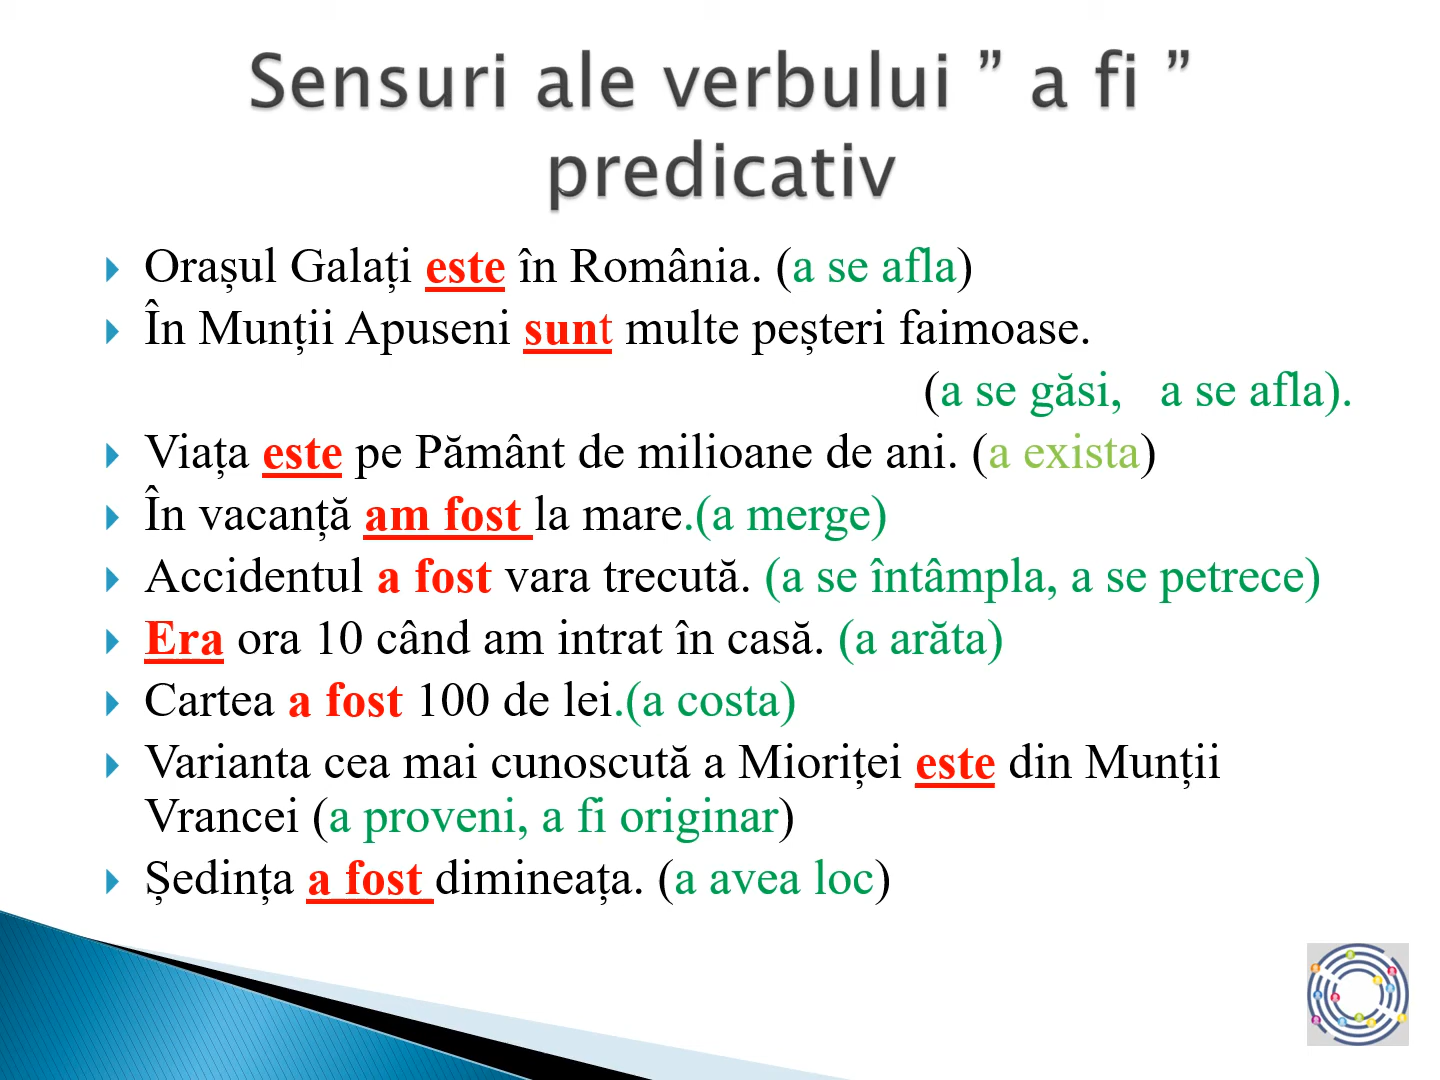 Sensuri ale verbului ” a fi ”
predicativ
Orașul Galați este în România. (a se afla)
În Munții Apuseni sunt multe peșteri faimoase.
(a se găsi, a se afla).
Viața este pe Pământ de milioane de ani. (a exista)
În vacanță am fost la mare.(a merge)
Accidentul a fost vara trecută. (a se întâmpla, a se petrece)
Era ora 10 când am intrat în casă. (a arăta)
Cartea a fost 100 de lei.(a costa)
Varianta cea mai cunoscută a Mioriței este din Munții
Vrancei (a proveni, a fi originar)
Ședința a fost dimineața. (a avea loc)